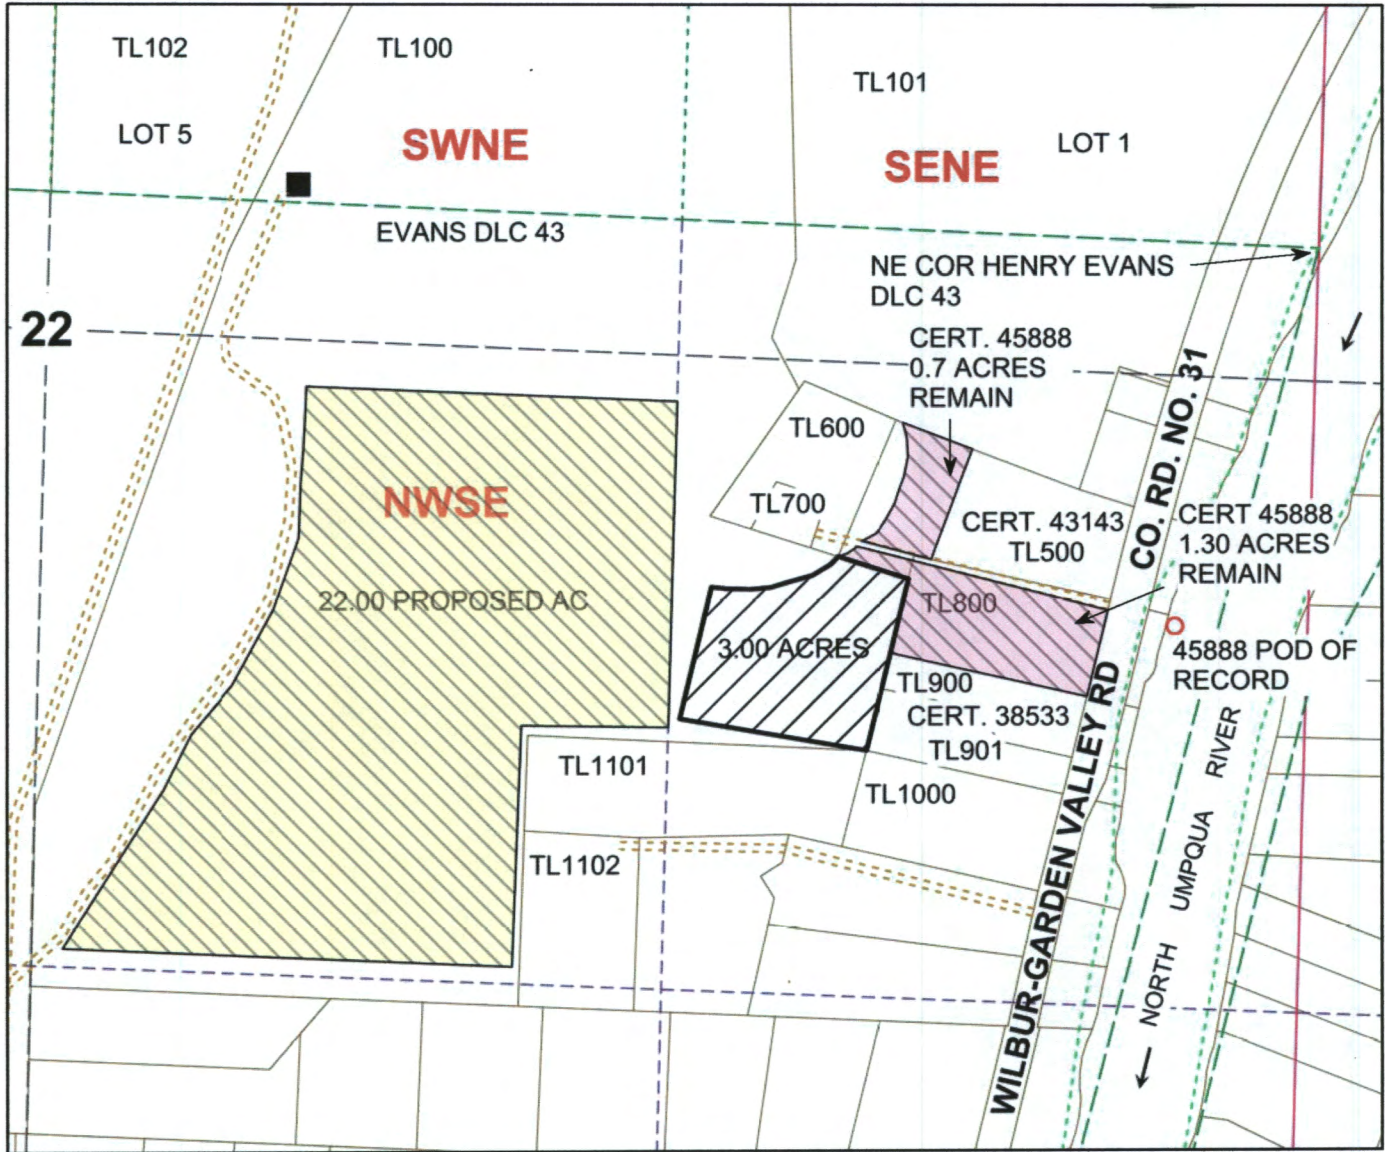 TL102
TL100
TL101
LOT 5
SWNE
LOT 1
SENE
EVANS DLC 43
NE COR HENRY EVANS
DLC 43
22
CERT. 45888
0.7 ACRES
REMAIN
CO. RD. NO. 31
TL600
NWSE
TL700
CERT. 43143
TL500
CERT 45888
1.30 ACRES
REMAIN
22.00 PROPOSED AC
TL800
3.00 ACRES
45888 POD OF
RECORD
TL900
CERT. 38533
TL901
TL1101
TL1000
TL1102
WILBUR-GARDEN VALLEY RD
NORTH UMPQUA RIVER